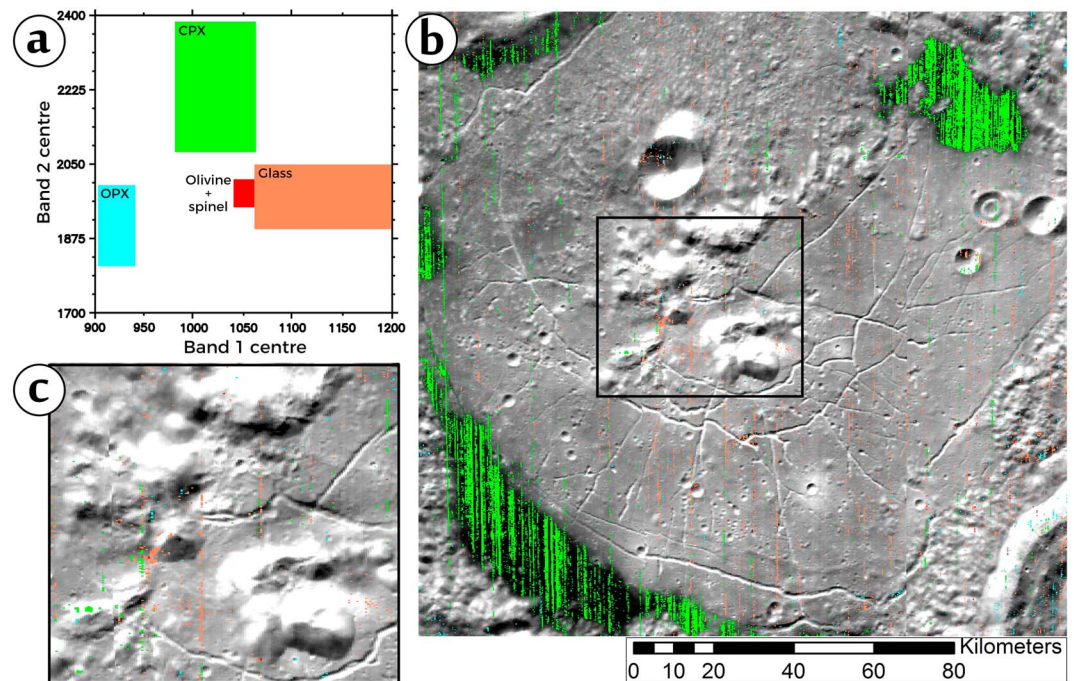 a
2400
2225
2050
1875
1700
Band 2 centre
CPX
OPX
Olivine
+
spinel
Glass
900 950 1000 1050 1100 1150 1200
Band 1 centre
b
c
Kilometers
0 10 20 40 60 80